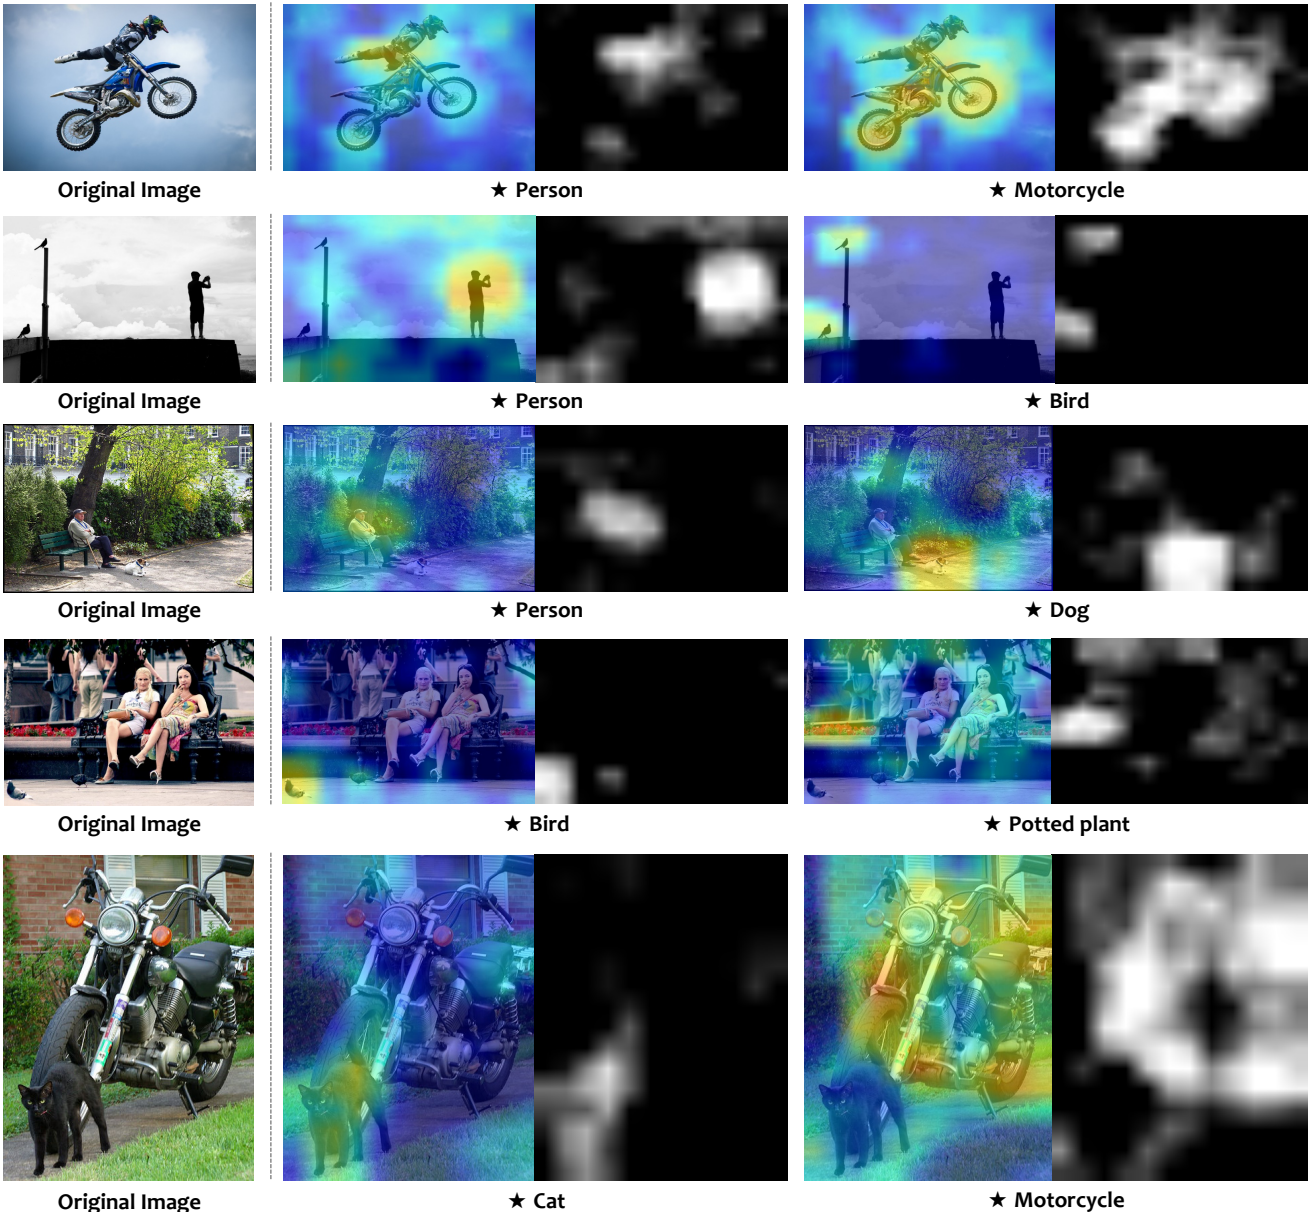 Original Image
★ Person
★ Motorcycle
Original Image
★ Person
★ Bird
Original Image
★ Person
★ Dog
Original Image
★ Bird
★ Potted plant
Original Image
★ Cat
★ Motorcycle